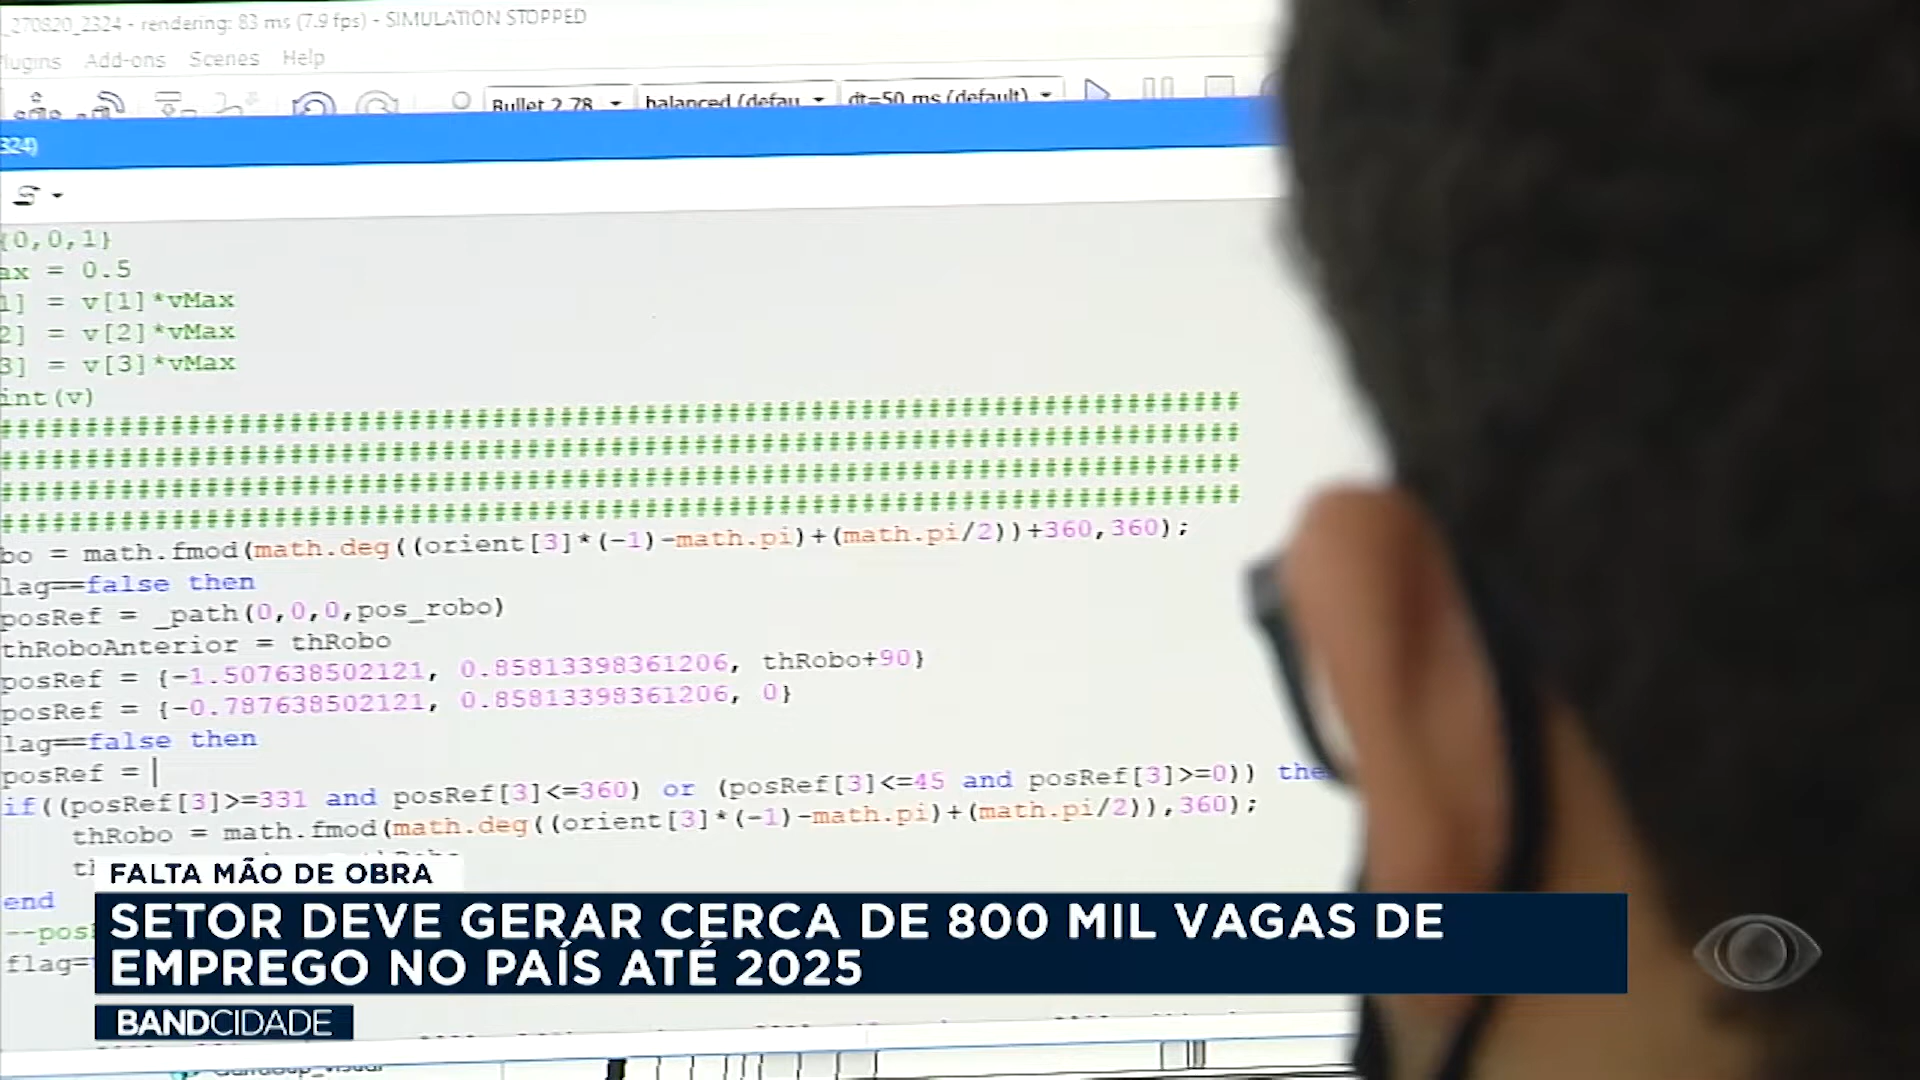 _270820_2324 - rendering: 83 ms (7.9 fps) - SIMULATION STOPPED
Plugins Add-ons Scenes Help
Bullet 2.78 balanced (defau dt=50 ms (default)
324)
{0,0,1}
ax = 0.5
1] = v[1]*vMax
2] = v[2]*vMax
3] = v[3]*vMax
int(v)
bo = math.fmod(math.deg((orient[3]*(-1)-math.pi)+(math.pi/2))+360,360);
lag==false then
posRef = _path(0,0,0,pos_robo)
thRoboAnterior = thRobo
posRef = {-1.507638502121, 0.85813398361206, thRobo+90}
posRef = {-0.787638502121, 0.85813398361206, 0}
lag==false then
posRef =
if((posRef[3]>=331 and posRef[3]<=360) or (posRef[3]<=45 and posRef[3]>=0)) the
thRobo = math.fmod(math.deg((orient[3]*(-1)-math.pi)+(math.pi/2)),360);
end
--pos
flag=
FALTA MÃO DE OBRA
SETOR DEVE GERAR CERCA DE 800 MIL VAGAS DE
EMPREGO NO PAÍS ATÉ 2025
BANDCIDADE